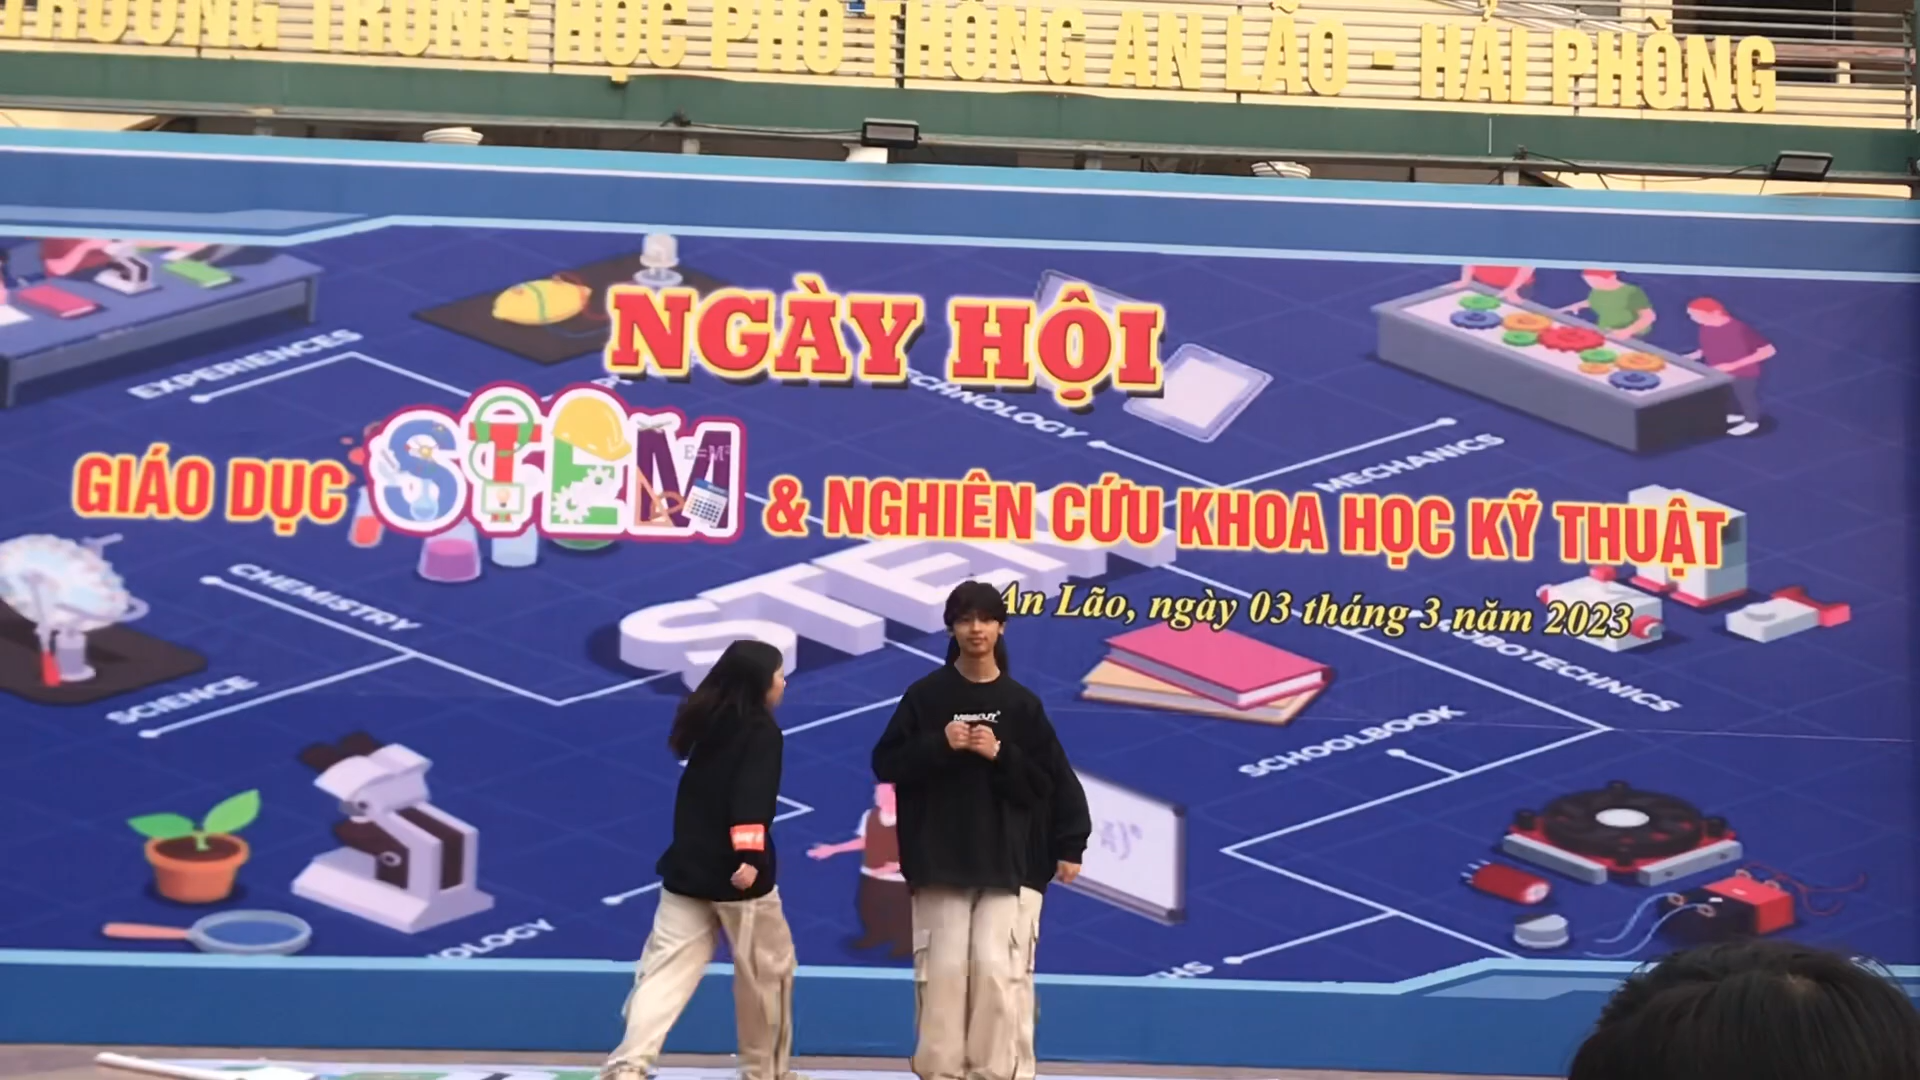 TRƯỜNG TRUNG HỌC PHỔ THÔNG AN LÃO - HẢI PHÒNG
NGÀY HỘI
EXPERIENCES
MECHANICS
GIÁO DỤC STEM & NGHIÊN CỨU KHOA HỌC KỸ THUẬT
CHEMISTRY
STEM
An Lão, ngày 03 tháng 3 năm 2023
SCIENCE
SCHOOLBOOK